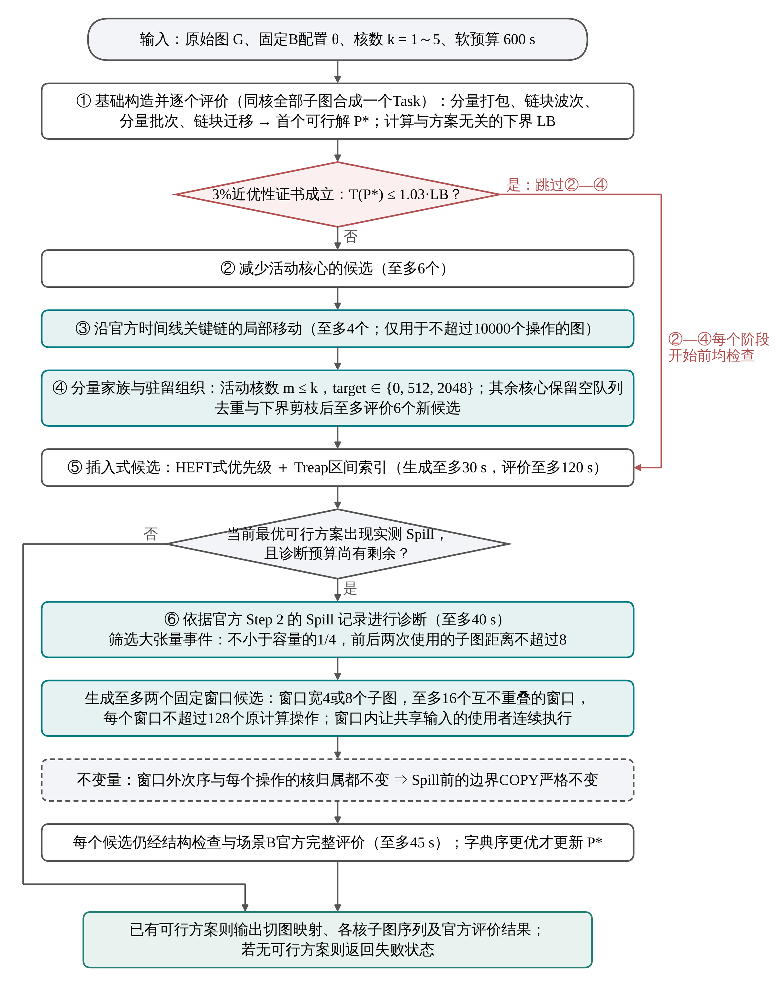 输入：原始图 G、固定B配置 θ、核数 k = 1～5、软预算 600 s
① 基础构造并逐个评价（同核全部子图合成一个Task）：分量打包、链块波次、
分量批次、链块迁移 → 首个可行解 P*；计算与方案无关的下界 LB
3%近优性证书成立：T(P*) ≤ 1.03·LB？
是：跳过②—④
否
② 减少活动核心的候选（至多6个）
③ 沿官方时间线关键链的局部移动（至多4个；仅用于不超过10000个操作的图）
②—④每个阶段
开始前均检查
④ 分量家族与驻留组织：活动核数 m ≤ k，target ∈ {0, 512, 2048}；其余核心保留空队列
去重与下界剪枝后至多评价6个新候选
⑤ 插入式候选：HEFT式优先级 ＋ Treap区间索引（生成至多30 s，评价至多120 s）
否
当前最优可行方案出现实测 Spill，
且诊断预算尚有剩余？
是
⑥ 依据官方 Step 2 的 Spill 记录进行诊断（至多40 s）
筛选大张量事件：不小于容量的1/4，前后两次使用的子图距离不超过8
生成至多两个固定窗口候选：窗口宽4或8个子图，至多16个互不重叠的窗口，
每个窗口不超过128个原计算操作；窗口内让共享输入的使用者连续执行
不变量：窗口外次序与每个操作的核归属都不变 ⇒ Spill前的边界COPY严格不变
每个候选仍经结构检查与场景B官方完整评价（至多45 s）；字典序更优才更新 P*
已有可行方案则输出切图映射、各核子图序列及官方评价结果；
若无可行方案则返回失败状态